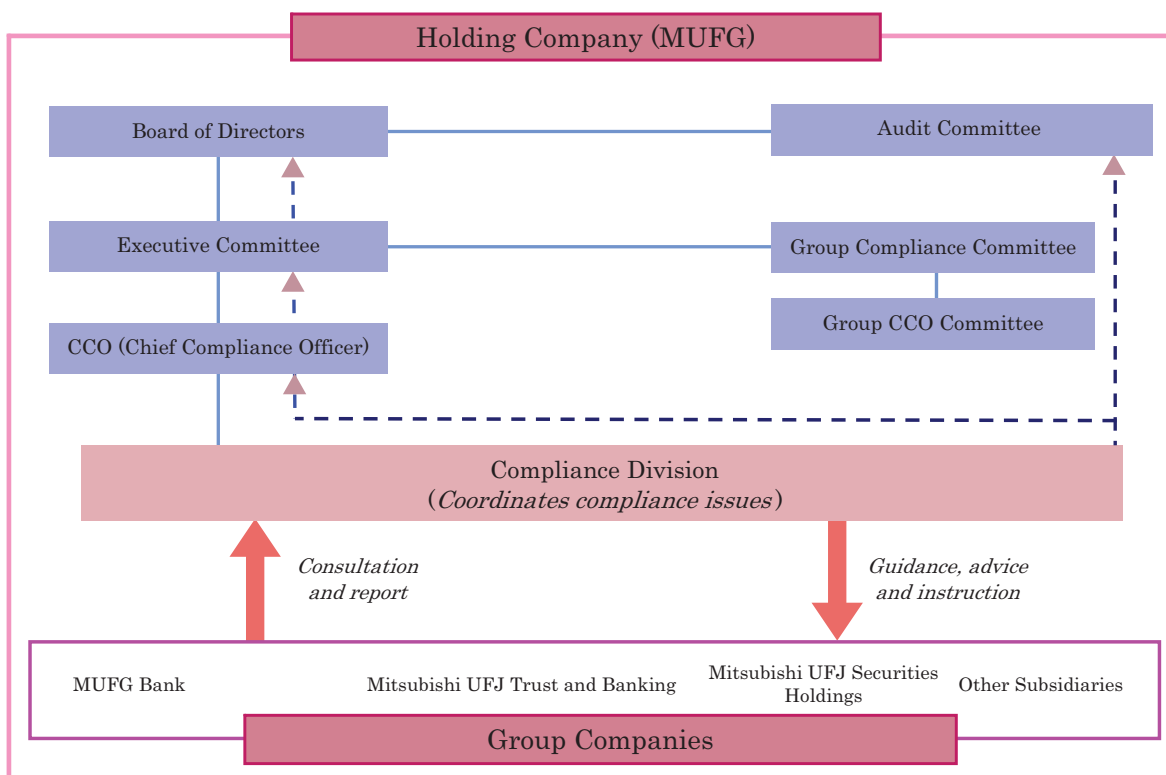 Holding Company (MUFG)
Board of Directors
Audit Committee
Executive Committee
Group Compliance Committee
CCO (Chief Compliance Officer)
Group CCO Committee
Compliance Division
(Coordinates compliance issues)
Consultation
and report
Guidance, advice
and instruction
MUFG Bank
Mitsubishi UFJ Trust and Banking
Mitsubishi UFJ Securities
Holdings
Other Subsidiaries
Group Companies